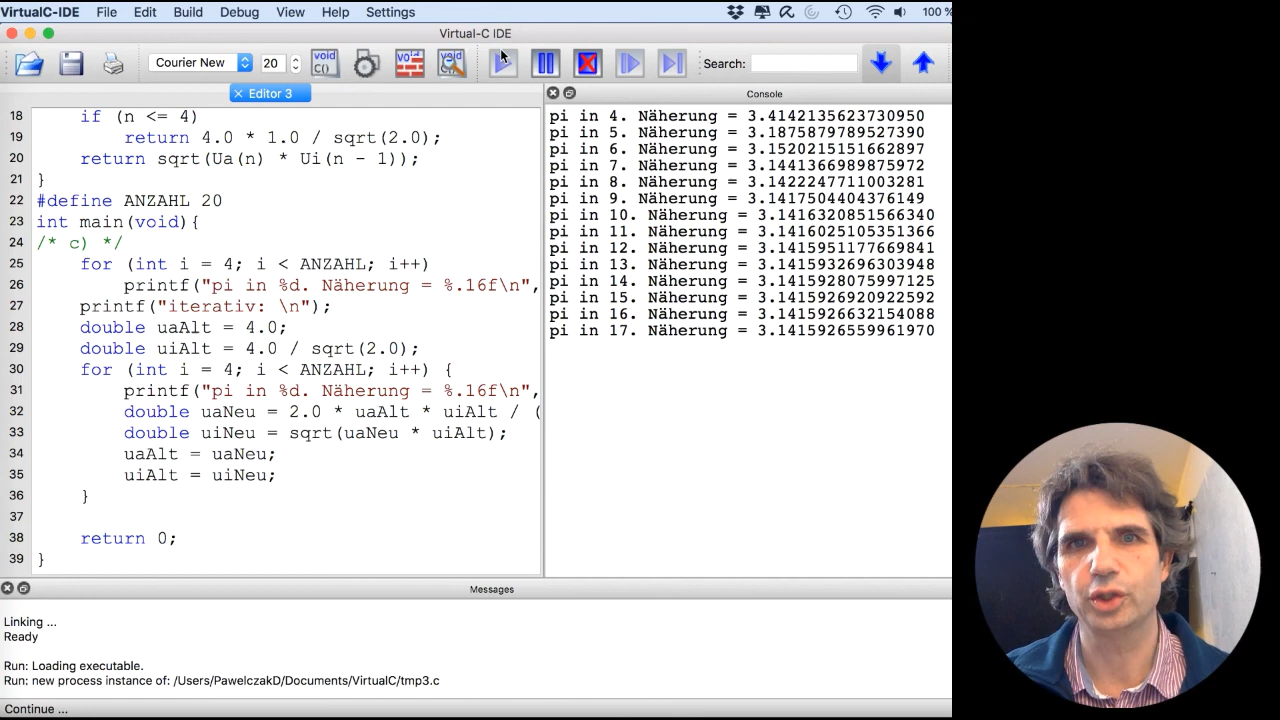 VirtualC-IDE File Edit Build Debug View Help Settings 100 %
Virtual-C IDE
Courier New 20 void C() void void C() Search:
Editor 3
Console
18 if (n <= 4)
19 return 4.0 * 1.0 / sqrt(2.0);
20 return sqrt(Ua(n) * Ui(n - 1));
21 }
22 #define ANZAHL 20
23 int main(void){
24 /* c) */
25 for (int i = 4; i < ANZAHL; i++)
26 printf("pi in %d. Näherung = %.16f\n",
27 printf("iterativ: \n");
28 double uaAlt = 4.0;
29 double uiAlt = 4.0 / sqrt(2.0);
30 for (int i = 4; i < ANZAHL; i++) {
31 printf("pi in %d. Näherung = %.16f\n",
32 double uaNeu = 2.0 * uaAlt * uiAlt / (
33 double uiNeu = sqrt(uaNeu * uiAlt);
34 uaAlt = uaNeu;
35 uiAlt = uiNeu;
36 }
37
38 return 0;
39 }
pi in 4. Näherung = 3.4142135623730950
pi in 5. Näherung = 3.1875879789527390
pi in 6. Näherung = 3.1520215151662897
pi in 7. Näherung = 3.1441366989875972
pi in 8. Näherung = 3.1422247711003281
pi in 9. Näherung = 3.1417504404376149
pi in 10. Näherung = 3.1416320851566340
pi in 11. Näherung = 3.1416025105351366
pi in 12. Näherung = 3.1415951177669841
pi in 13. Näherung = 3.1415932696303948
pi in 14. Näherung = 3.1415928075997125
pi in 15. Näherung = 3.1415926920922592
pi in 16. Näherung = 3.1415926632154088
pi in 17. Näherung = 3.1415926559961970
Messages
Linking ...
Ready
Run: Loading executable.
Run: new process instance of: /Users/PawelczakD/Documents/VirtualC/tmp3.c
Continue ...